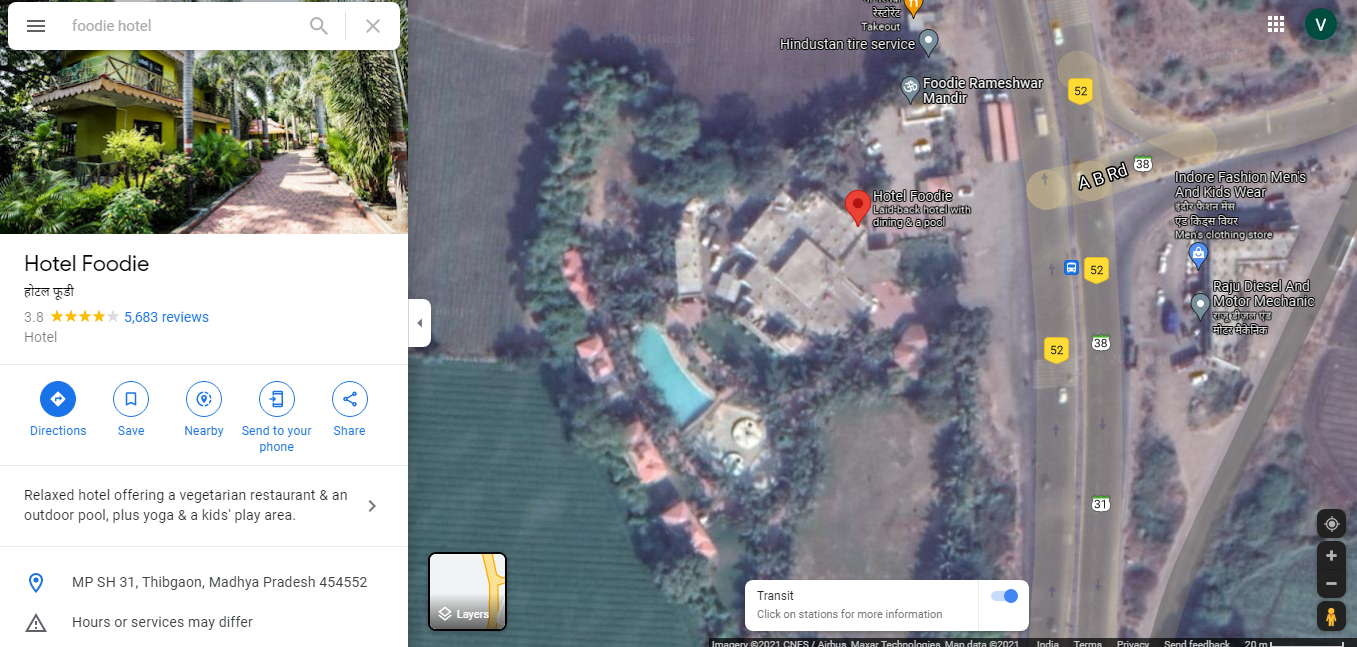 foodie hotel
Hotel Foodie
होटल फूडी
3.8
5,683 reviews
Hotel
Directions
Save
Nearby
Send to your
phone
Share
Relaxed hotel offering a vegetarian restaurant & an
outdoor pool, plus yoga & a kids' play area.
MP SH 31, Thibgaon, Madhya Pradesh 454552
Hours or services may differ
रेस्टोरेंट
Takeout
V
Hindustan tire service
Foodie Rameshwar
Mandir
52
A B Rd
38
Indore Fashion Men's
And Kids Wear
इंदौर फैशन मेंस
एंड किड्स वियर
Men's clothing store
Hotel Foodie
Laid-back hotel with
dining & a pool
52
Raju Diesel And
Motor Mechanic
राजू डीज़ल एंड
मोटर मैकेनिक
52
38
31
Layers
Transit
Click on stations for more information
Imagery ©2021 CNES / Airbus, Maxar Technologies, Map data ©2021
India
Terms
Privacy
Send feedback
20 m